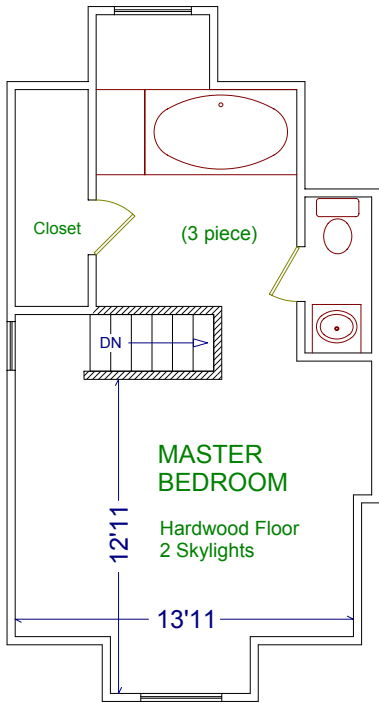 Closet
(3 piece)
DN
MASTER
BEDROOM
Hardwood Floor
2 Skylights
12'11
13'11